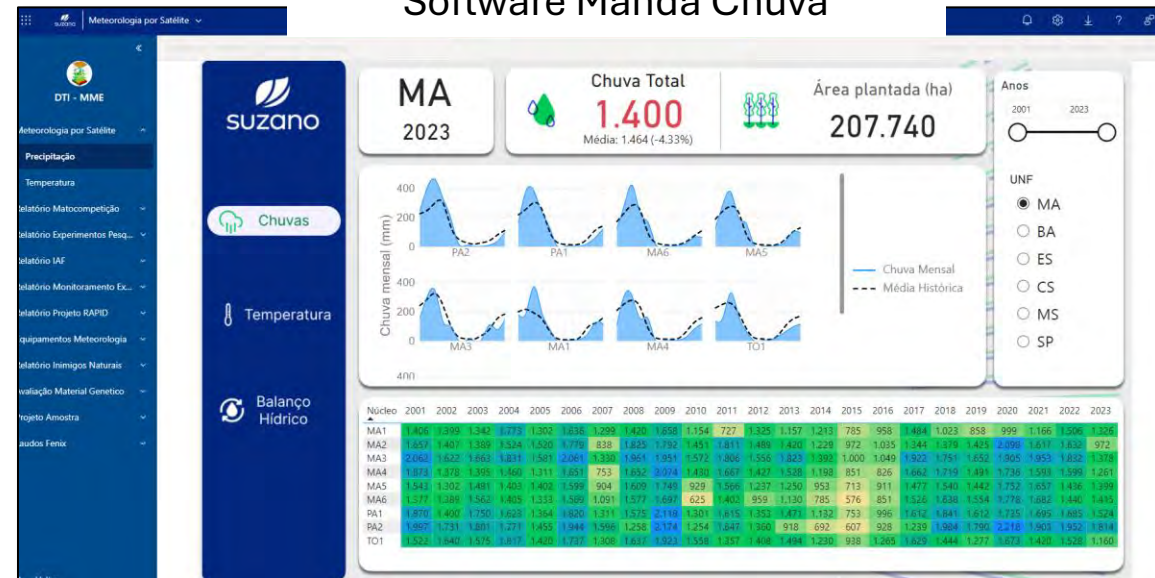 Software Manda Chuva
suzano
Meteorologia por Satélite
DTI - MME
Meteorologia por Satélite
Precipitação
Temperatura
Relatório Matocompetição
Relatório Experimentos Pesq...
Relatório IAF
Relatório Monitoramento Ex...
Relatório Projeto RAPID
Equipamentos Meteorologia
Relatório Inimigos Naturais
Avaliação Material Genetico
Projeto Amostra
Laudos Fenix
suzano
Chuvas
Temperatura
Balanço
Hídrico
MA
2023
Chuva Total
1.400
Média: 1.464 (-4.33%)
Área plantada (ha)
207.740
Anos
2001 2023
UNF
MA
BA
ES
CS
MS
SP
Chuva mensal (mm)
400
200
0
PA2 PA1 MA6 MA5
400
200
0
MA3 MA1 MA4 TO1
400
Chuva Mensal
Média Histórica
Núcleo 2001 2002 2003 2004 2005 2006 2007 2008 2009 2010 2011 2012 2013 2014 2015 2016 2017 2018 2019 2020 2021 2022 2023
MA1 1.406 1.399 1.342 1.773 1.302 1.636 1.299 1.420 1.658 1.154 727 1.325 1.157 1.213 785 958 1.484 1.023 858 999 1.166 1.506 1.326
MA2 1.657 1.407 1.389 1.524 1.520 1.779 838 1.825 1.792 1.451 1.811 1.489 1.420 1.229 972 1.035 1.344 1.379 1.425 2.098 1.617 1.632 972
MA3 2.062 1.622 1.663 1.831 1.581 2.061 1.330 1.961 1.951 1.572 1.806 1.556 1.823 1.392 1.000 1.049 1.922 1.751 1.652 1.905 1.953 1.832 1.378
MA4 1.873 1.378 1.395 1.460 1.311 1.651 753 1.652 1.430 1.667 1.427 1.528 1.198 851 826 1.662 1.719 1.491 1.736 1.593 1.599 1.261
MA5 1.543 1.302 1.481 1.403 1.402 1.599 904 1.609 1.748 929 1.566 1.237 1.250 953 713 911 1.477 1.540 1.442 1.752 1.657 1.436 1.399
MA6 1.377 1.389 1.562 1.405 1.333 1.569 1.091 1.577 1.697 625 1.402 959 1.130 785 576 851 1.526 1.638 1.554 1.778 1.682 1.440 1.415
PA1 1.870 1.400 1.750 1.623 1.364 1.820 1.311 1.575 2.118 1.301 1.615 1.352 1.471 1.132 753 996 1.612 1.841 1.612 1.735 1.695 1.685 1.524
PA2 1.997 1.731 1.801 1.771 1.455 1.944 1.596 1.258 2.174 1.254 1.647 1.360 918 692 607 928 1.239 1.984 1.790 2.218 1.903 1.952 1.814
TO1 1.522 1.640 1.575 1.617 1.420 1.737 1.308 1.637 1.923 1.558 1.257 1.408 1.494 1.230 938 1.265 1.629 1.444 1.277 1.673 1.420 1.528 1.160